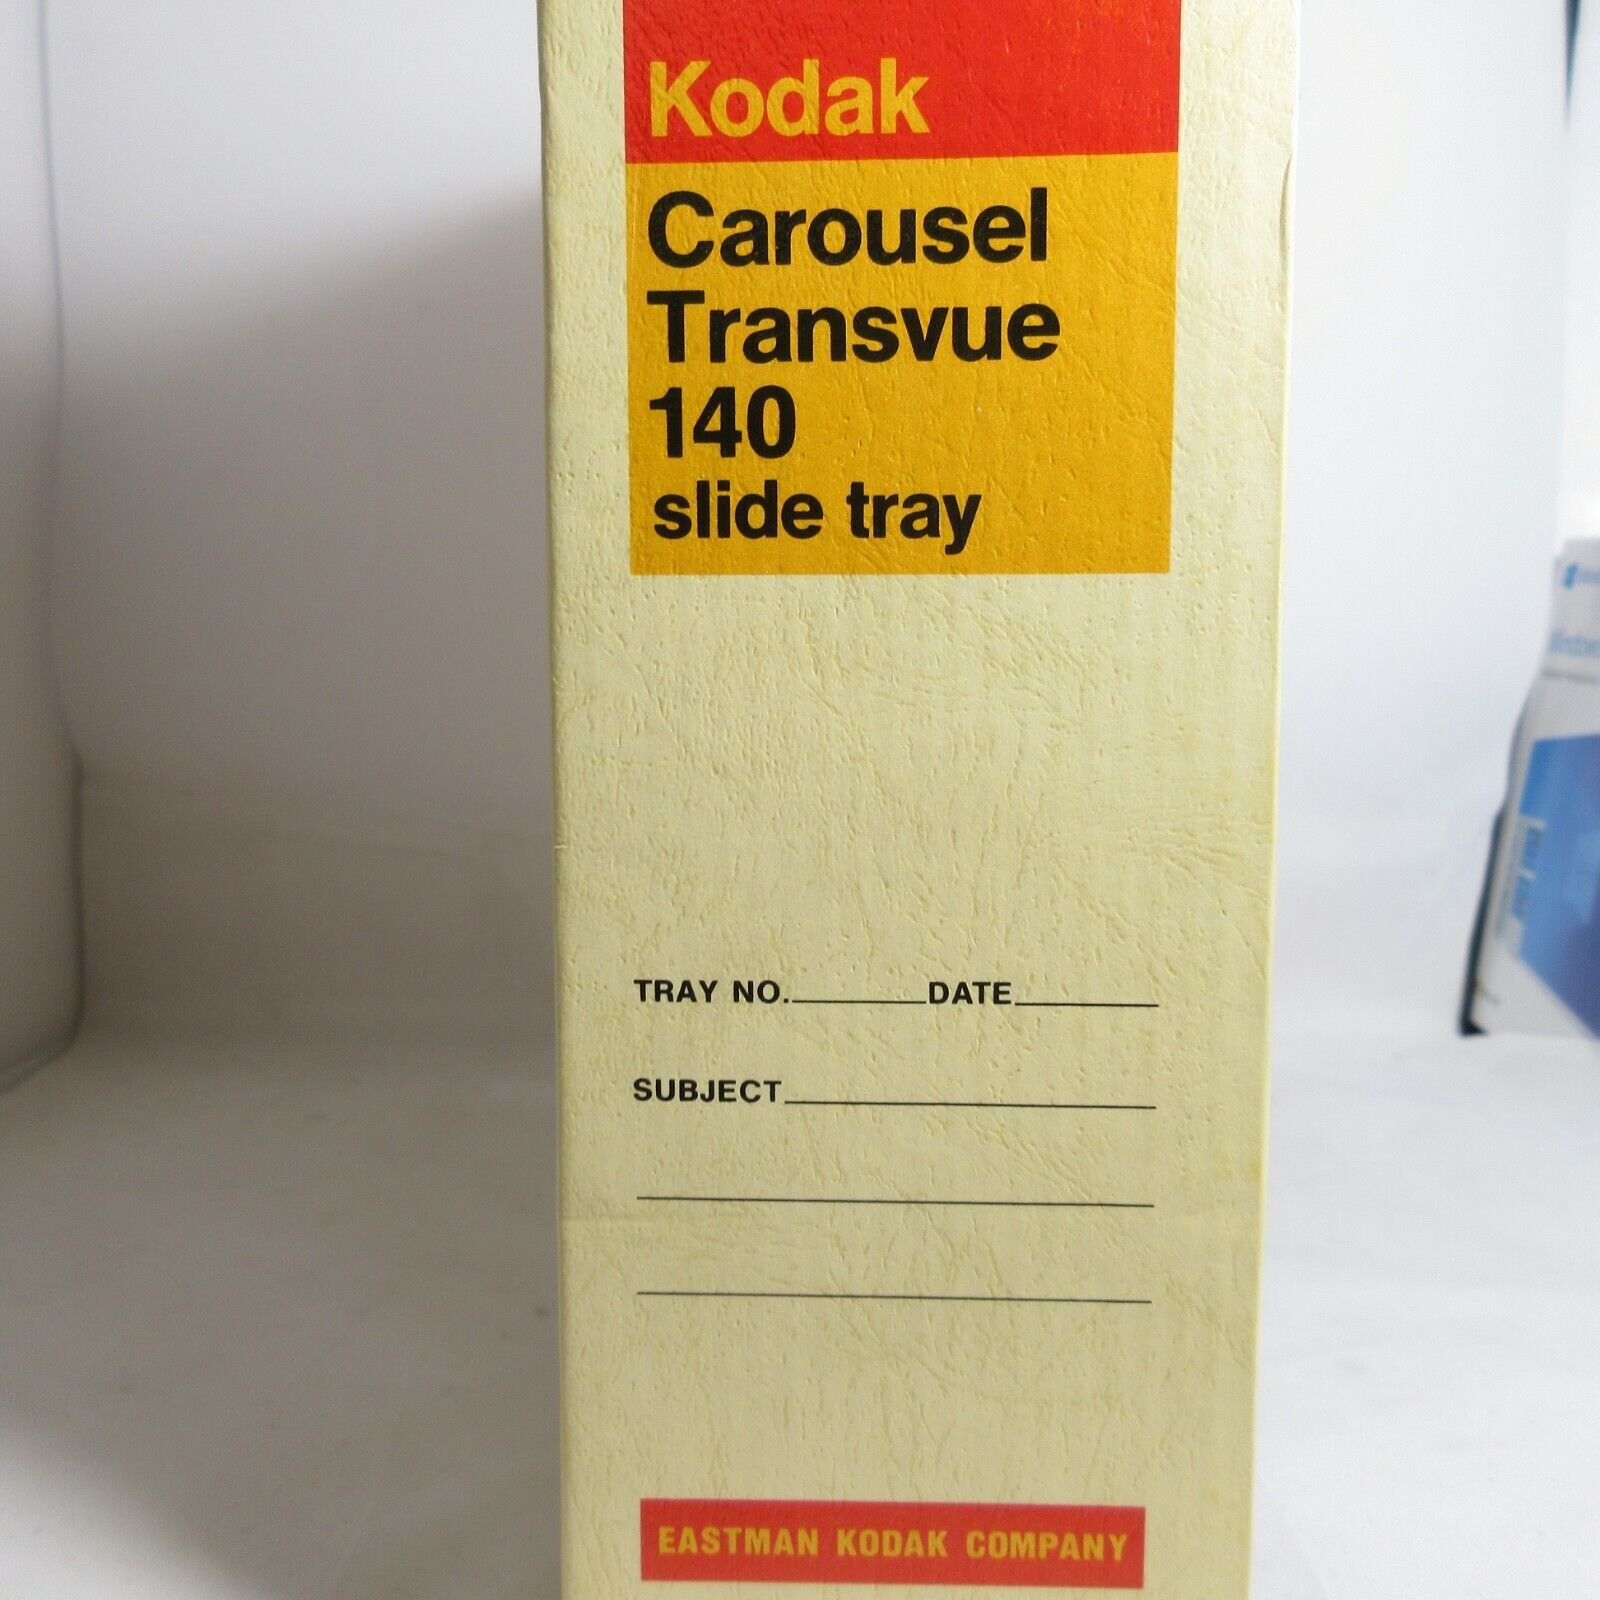 Kodak
Carousel
Transvue
140
slide tray
TRAY NO. DATE
SUBJECT
EASTMAN KODAK COMPANY